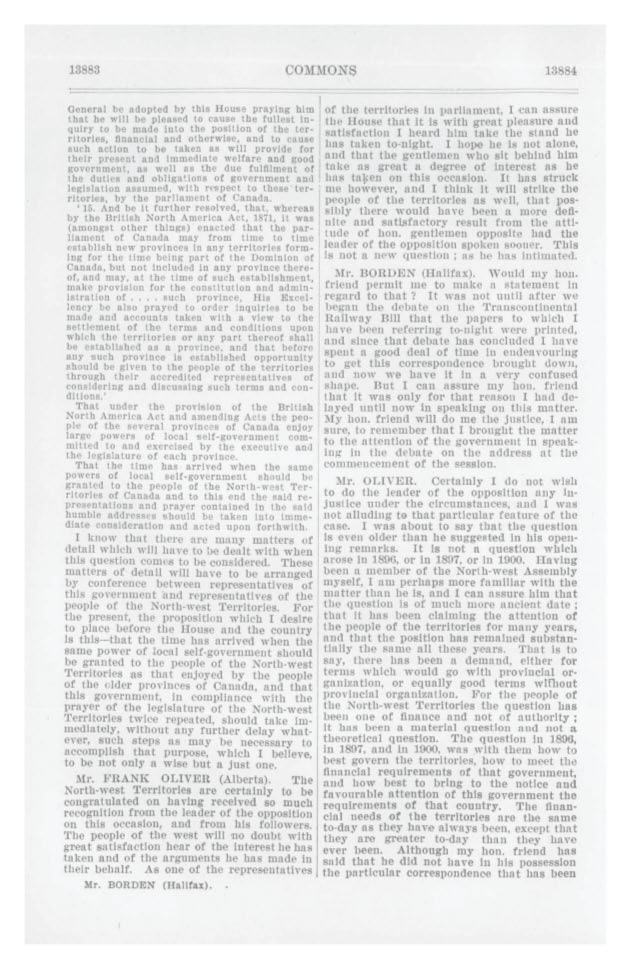 13883
COMMONS
13884
General be adopted by this House praying him
that he will be pleased to cause the fullest in-
quiry to be made into the position of the ter-
ritories, financial and otherwise, and to cause
such action to be taken as will provide for
their present and immediate welfare and good
government, as well as the due fulfilment of
the duties and obligations of government and
legislation assumed, with respect to these ter-
ritories, by the parliament of Canada.
' 15. And be it further resolved, that, whereas
by the British North America Act, 1871, it was
(amongst other things) enacted that the par-
liament of Canada may from time to time
establish new provinces in any territories form-
ing for the time being part of the Dominion of
Canada, but not included in any province there-
of, and may, at the time of such establishment,
make provision for the constitution and admin-
istration of . . . . such province, His Excel-
lency be also prayed to order inquiries to be
made and accounts taken with a view to the
settlement of the terms and conditions upon
which the territories or any part thereof shall
be established as a province, and that before
any such province is established opportunity
should be given to the people of the territories
through their accredited representatives of
considering and discussing such terms and con-
ditions.'
That under the provision of the British
North America Act and amending Acts the peo-
ple of the several provinces of Canada enjoy
large powers of local self-government com-
mitted to and exercised by the executive and
the legislature of each province.
That the time has arrived when the same
powers of local self-government should be
granted to the people of the North-west Ter-
ritories of Canada and to this end the said re-
presentations and prayer contained in the said
humble addresses should be taken into imme-
diate consideration and acted upon forthwith.
I know that there are many matters of
detail which will have to be dealt with when
this question comes to be considered. These
matters of detail will have to be arranged
by conference between representatives of
this government and representatives of the
people of the North-west Territories. For
the present, the proposition which I desire
to place before the House and the country
is this—that the time has arrived when the
same power of local self-government should
be granted to the people of the North-west
Territories as that enjoyed by the people
of the older provinces of Canada, and that
this government, in compliance with the
prayer of the legislature of the North-west
Territories twice repeated, should take im-
mediately, without any further delay what-
ever, such steps as may be necessary to
accomplish that purpose, which I believe,
to be not only a wise but a just one.
Mr. FRANK OLIVER (Alberta). The
North-west Territories are certainly to be
congratulated on having received so much
recognition from the leader of the opposition
on this occasion, and from his followers.
The people of the west will no doubt with
great satisfaction hear of the interest he has
taken and of the arguments he has made in
their behalf. As one of the representatives
Mr. BORDEN (Halifax).
of the territories in parliament, I can assure
the House that it is with great pleasure and
satisfaction I heard him take the stand he
has taken to-night. I hope he is not alone,
and that the gentlemen who sit behind him
take as great a degree of interest as he
has taken on this occasion. It has struck
me however, and I think it will strike the
people of the territories as well, that pos-
sibly there would have been a more defi-
nite and satisfactory result from the atti-
tude of hon. gentlemen opposite had the
leader of the opposition spoken sooner. This
is not a new question ; as he has intimated.
Mr. BORDEN (Halifax). Would my hon.
friend permit me to make a statement in
regard to that ? It was not until after we
began the debate on the Transcontinental
Railway Bill that the papers to which I
have been referring to-night were printed,
and since that debate has concluded I have
spent a good deal of time in endeavouring
to get this correspondence brought down,
and now we have it in a very confused
shape. But I can assure my hon. friend
that it was only for that reason I had de-
layed until now in speaking on this matter.
My hon. friend will do me the justice, I am
sure, to remember that I brought the matter
to the attention of the government in speak-
ing in the debate on the address at the
commencement of the session.
Mr. OLIVER. Certainly I do not wish
to do the leader of the opposition any in-
justice under the circumstances, and I was
not alluding to that particular feature of the
case. I was about to say that the question
is even older than he suggested in his open-
ing remarks. It is not a question which
arose in 1896, or in 1897, or in 1900. Having
been a member of the North-west Assembly
myself, I am perhaps more familiar with the
matter than he is, and I can assure him that
the question is of much more ancient date ;
that it has been claiming the attention of
the people of the territories for many years,
and that the position has remained substan-
tially the same all these years. That is to
say, there has been a demand, either for
terms which would go with provincial or-
ganization, or equally good terms without
provincial organization. For the people of
the North-west Territories the question has
been one of finance and not of authority ;
it has been a material question and not a
theoretical question. The question in 1896,
in 1897, and in 1900, was with them how to
best govern the territories, how to meet the
financial requirements of that government,
and how best to bring to the notice and
favourable attention of this government the
requirements of that country. The finan-
cial needs of the territories are the same
to-day as they have always been, except that
they are greater to-day than they have
ever been. Although my hon. friend has
said that he did not have in his possession
the particular correspondence that has been